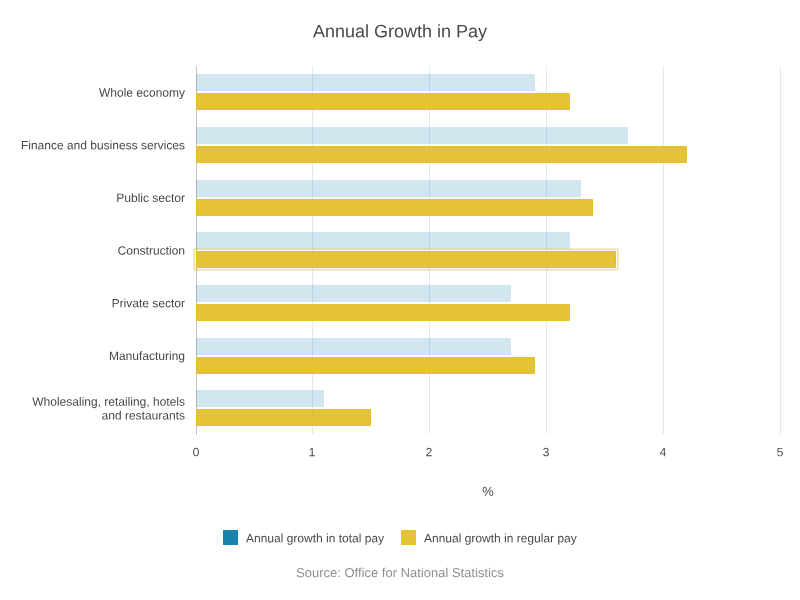 Annual Growth in Pay
Whole economy
Finance and business services
Public sector
Construction
Private sector
Manufacturing
Wholesaling, retailing, hotels
and restaurants
0 1 2 3 4 5
%
Annual growth in total pay Annual growth in regular pay
Source: Office for National Statistics